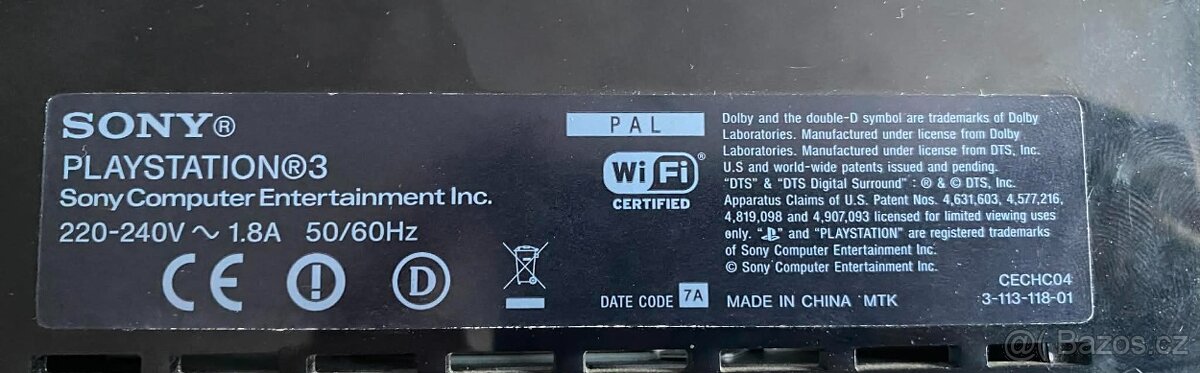 SONY®
PLAYSTATION®3
Sony Computer Entertainment Inc.
220-240V ~ 1.8A 50/60Hz
CE
D
PAL
Wi Fi ®
CERTIFIED
DATE CODE 7A MADE IN CHINA MTK
Dolby and the double-D symbol are trademarks of Dolby
Laboratories. Manufactured under license from Dolby
Laboratories. Manufactured under license from DTS, Inc.
U.S and world-wide patents issued and pending.
"DTS" & "DTS Digital Surround" : ® & © DTS, Inc.
Apparatus Claims of U.S. Patent Nos. 4,631,603, 4,577,216,
4,819,098 and 4,907,093 licensed for limited viewing uses
only. "PS" and "PLAYSTATION" are registered trademarks
of Sony Computer Entertainment Inc.
© Sony Computer Entertainment Inc.
CECHC04
3-113-118-01
Bazos.cz